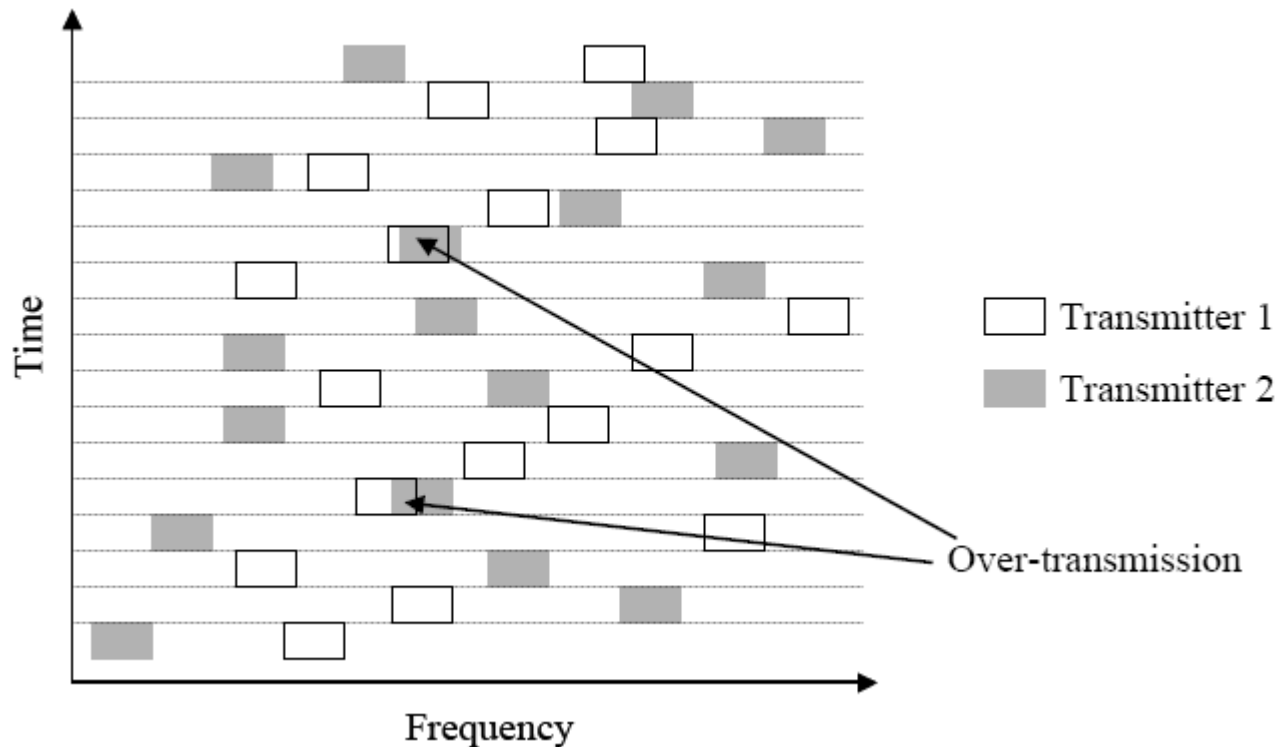 Time
Transmitter 1
Transmitter 2
Over-transmission
Frequency